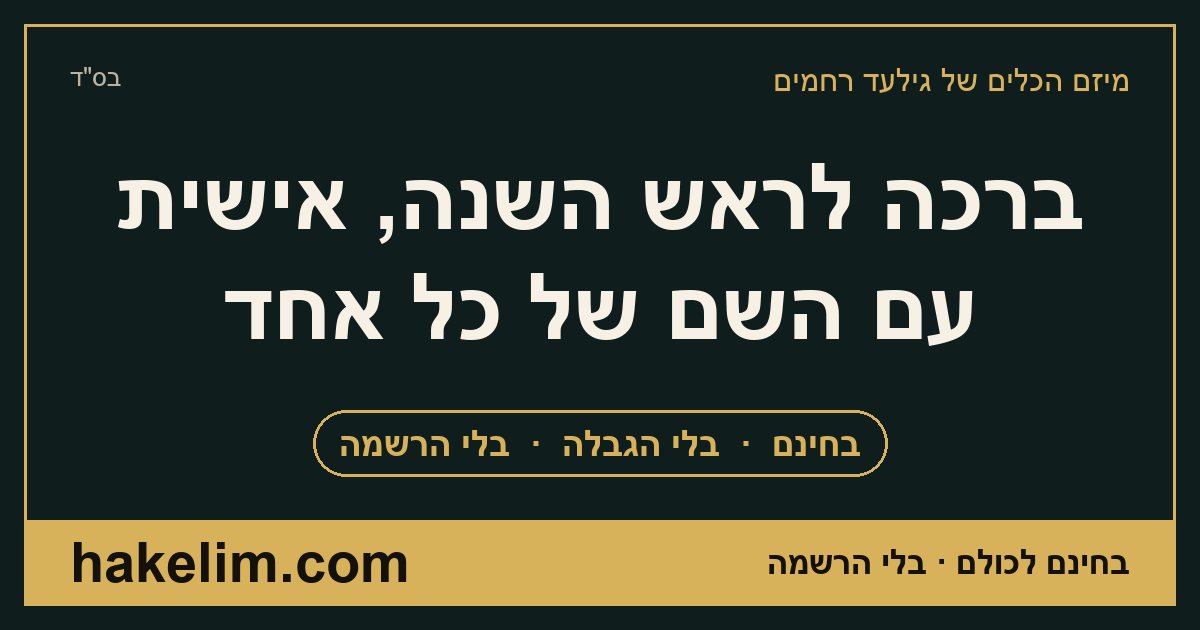 מיזם הכלים של גילעד רחמים
בס"ד
ברכה לראש השנה, אישית
עם השם של כל אחד
בחינם · בלי הגבלה · בלי הרשמה
בחינם לכולם · בלי הרשמה
hakelim.com